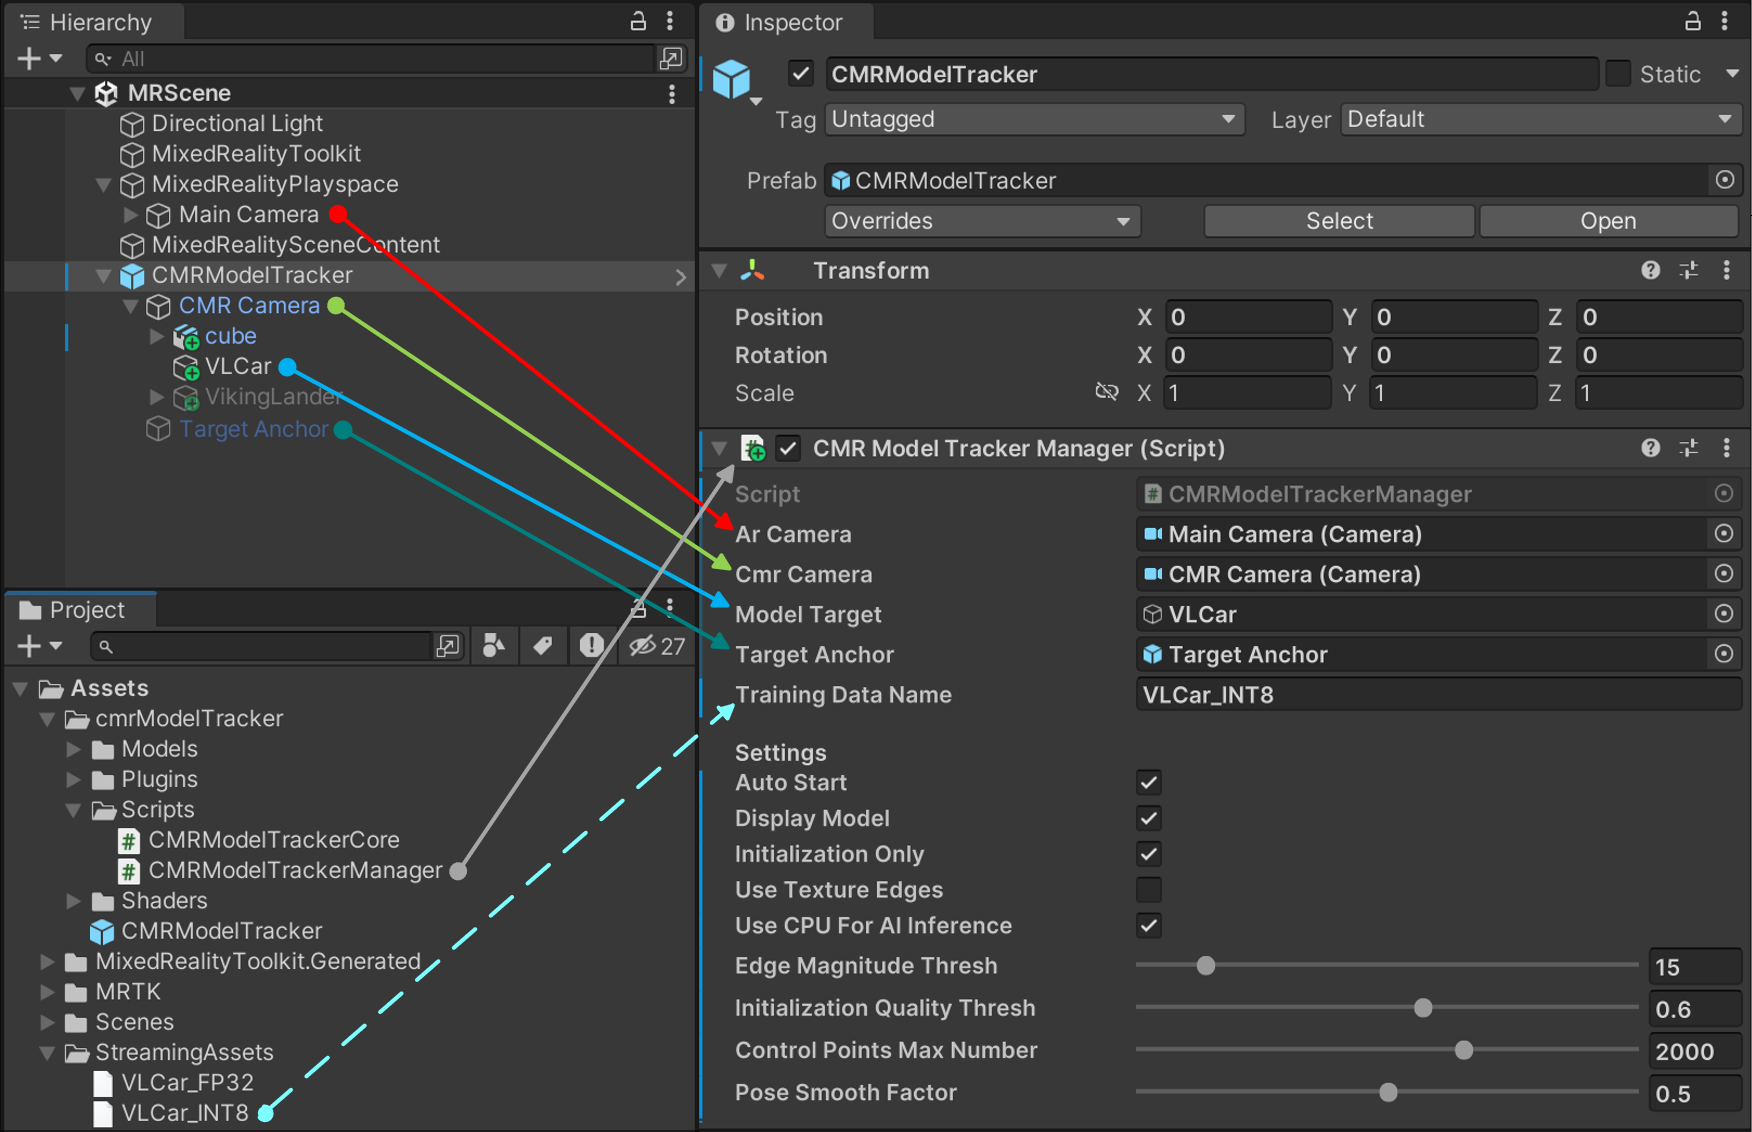 Hierarchy
All
MRScene
Directional Light
MixedRealityToolkit
MixedRealityPlayspace
Main Camera
MixedRealitySceneContent
CMRModelTracker
CMR Camera
cube
VLCar
VikingLander
Target Anchor
Project
27
Assets
cmrModelTracker
Models
Plugins
Scripts
CMRModelTrackerCore
CMRModelTrackerManager
Shaders
CMRModelTracker
MixedRealityToolkit.Generated
MRTK
Scenes
StreamingAssets
VLCar_FP32
VLCar_INT8
Inspector
CMRModelTracker Static
Tag Untagged Layer Default
Prefab CMRModelTracker
Overrides Select Open
Transform
Position X 0 Y 0 Z 0
Rotation X 0 Y 0 Z 0
Scale X 1 Y 1 Z 1
# CMR Model Tracker Manager (Script)
Script # CMRModelTrackerManager
Ar Camera Main Camera (Camera)
Cmr Camera CMR Camera (Camera)
Model Target VLCar
Target Anchor Target Anchor
Training Data Name VLCar_INT8
Settings
Auto Start
Display Model
Initialization Only
Use Texture Edges
Use CPU For AI Inference
Edge Magnitude Thresh 15
Initialization Quality Thresh 0.6
Control Points Max Number 2000
Pose Smooth Factor 0.5